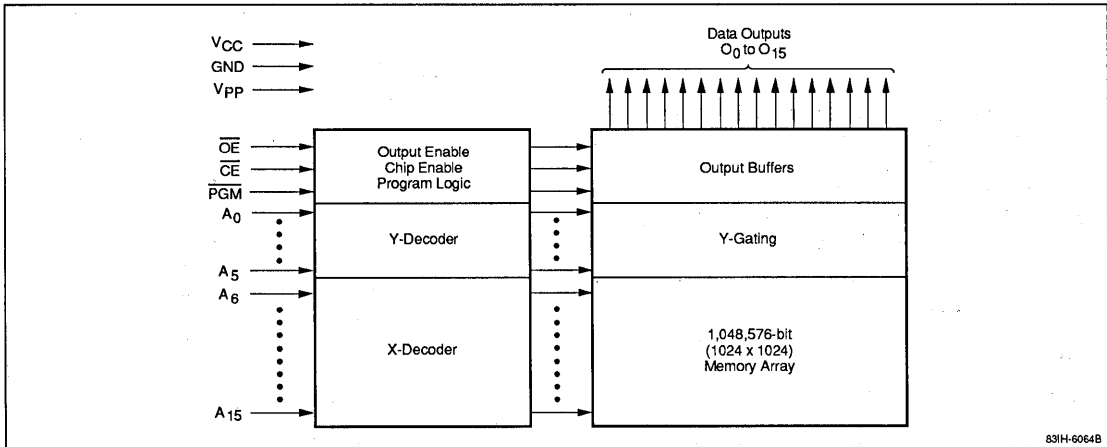 VCC
GND
VPP
Data Outputs
O0 to O15
OE
CE
PGM
A0
A5
A6
A15
Output Enable
Chip Enable
Program Logic
Y-Decoder
X-Decoder
Output Buffers
Y-Gating
1,048,576-bit
(1024 x 1024)
Memory Array
83IH-6064B